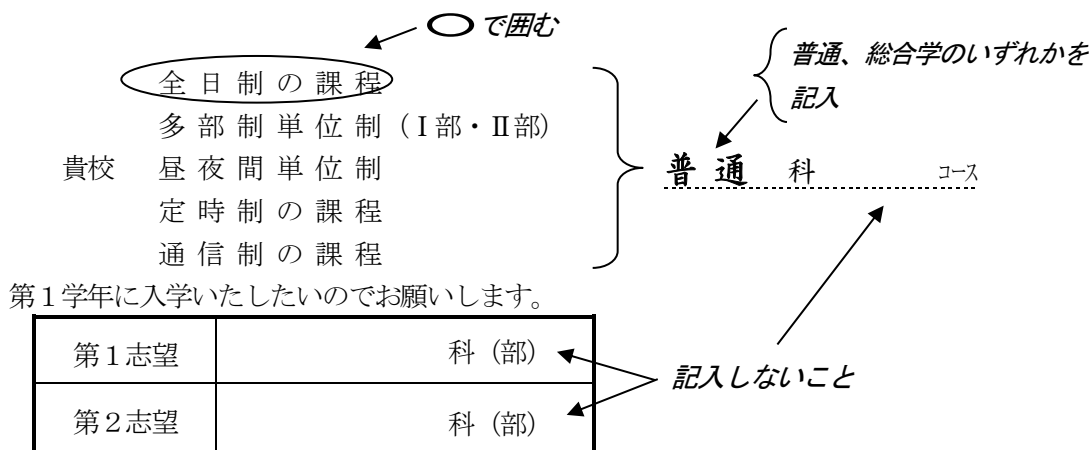 で囲む
普通、総合学のいずれかを
記入
全日制の課程
多部制単位制(Ⅰ部・Ⅱ部)
貴校 昼夜間単位制
定時制の課程
通信制の課程
普通 科 コース
第１学年に入学いたしたいのでお願いします。
第１志望 科(部)
第２志望 科(部)
記入しないこと